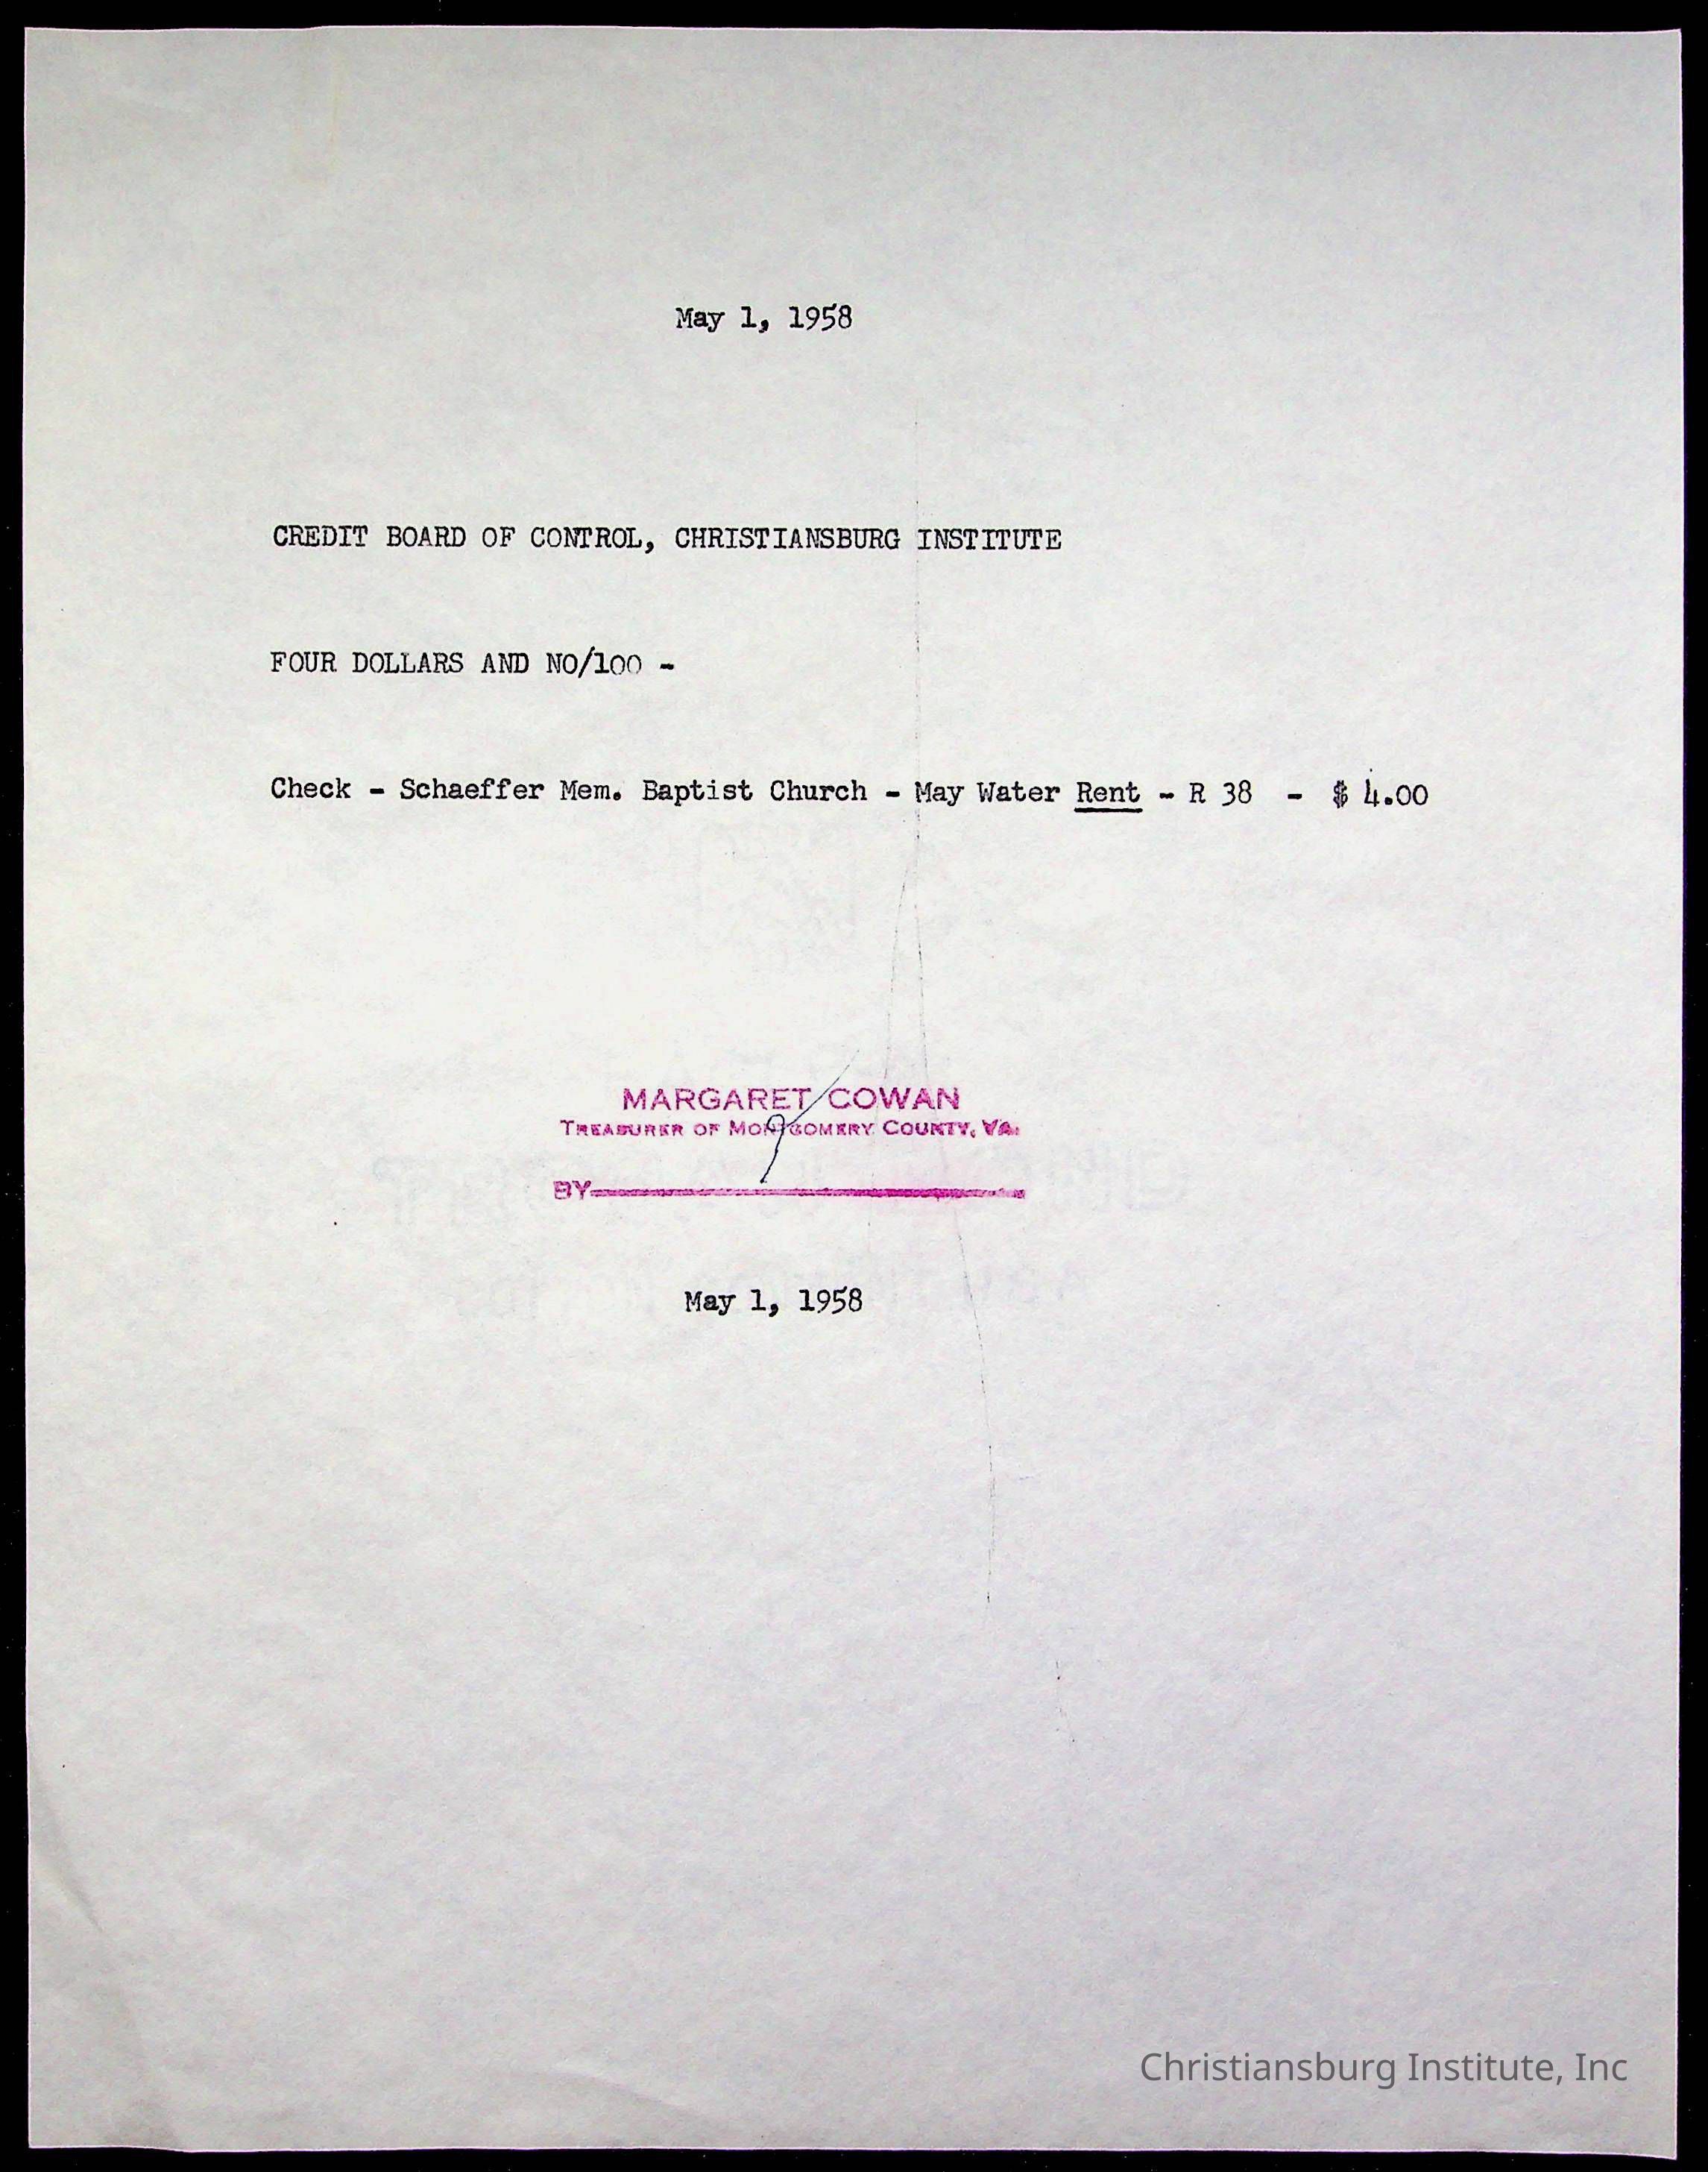 May 1, 1958
CREDIT BOARD OF CONTROL, CHRISTIANSBURG INSTITUTE
FOUR DOLLARS AND NO/100 -
Check - Schaeffer Mem. Baptist Church - May Water Rent - R 38 - $ 4.00
MARGARET COWAN
TREASURER OF MONTGOMERY COUNTY, VA.
BY
May 1, 1958
Christiansburg Institute, Inc